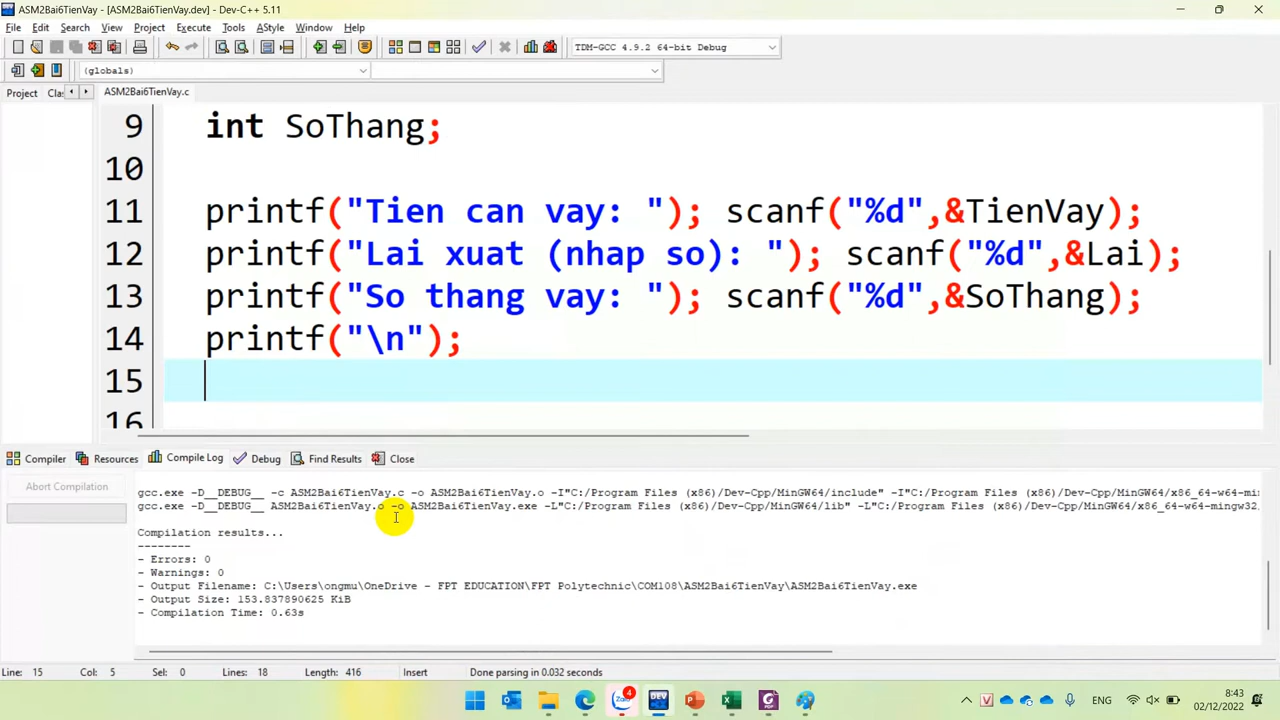 ASM2Bai6TienVay - [ASM2Bai6TienVay.dev] - Dev-C++ 5.11
File Edit Search View Project Execute Tools AStyle Window Help
TDM-GCC 4.9.2 64-bit Debug
(globals)
Project Clas ASM2Bai6TienVay.c
9 int SoThang;
10
11 printf("Tien can vay: "); scanf("%d",&TienVay);
12 printf("Lai xuat (nhap so): "); scanf("%d",&Lai);
13 printf("So thang vay: "); scanf("%d",&SoThang);
14 printf("\n");
15
16
Compiler Resources Compile Log Debug Find Results Close
Abort Compilation
gcc.exe -D__DEBUG__ -c ASM2Bai6TienVay.c -o ASM2Bai6TienVay.o -I"C:/Program Files (x86)/Dev-Cpp/MinGW64/include" -I"C:/Program Files (x86)/Dev-Cpp/MinGW64/x86_64-w64-min
gcc.exe -D__DEBUG__ ASM2Bai6TienVay.o -o ASM2Bai6TienVay.exe -L"C:/Program Files (x86)/Dev-Cpp/MinGW64/lib" -L"C:/Program Files (x86)/Dev-Cpp/MinGW64/x86_64-w64-mingw32,
Compilation results...
--------
- Errors: 0
- Warnings: 0
- Output Filename: C:\Users\ongmu\OneDrive - FPT EDUCATION\FPT Polytechnic\COM108\ASM2Bai6TienVay\ASM2Bai6TienVay.exe
- Output Size: 153.837890625 KiB
- Compilation Time: 0.63s
Line: 15 Col: 5 Sel: 0 Lines: 18 Length: 416 Insert Done parsing in 0.032 seconds
Zalo 4 DEV ENG 8:43
02/12/2022